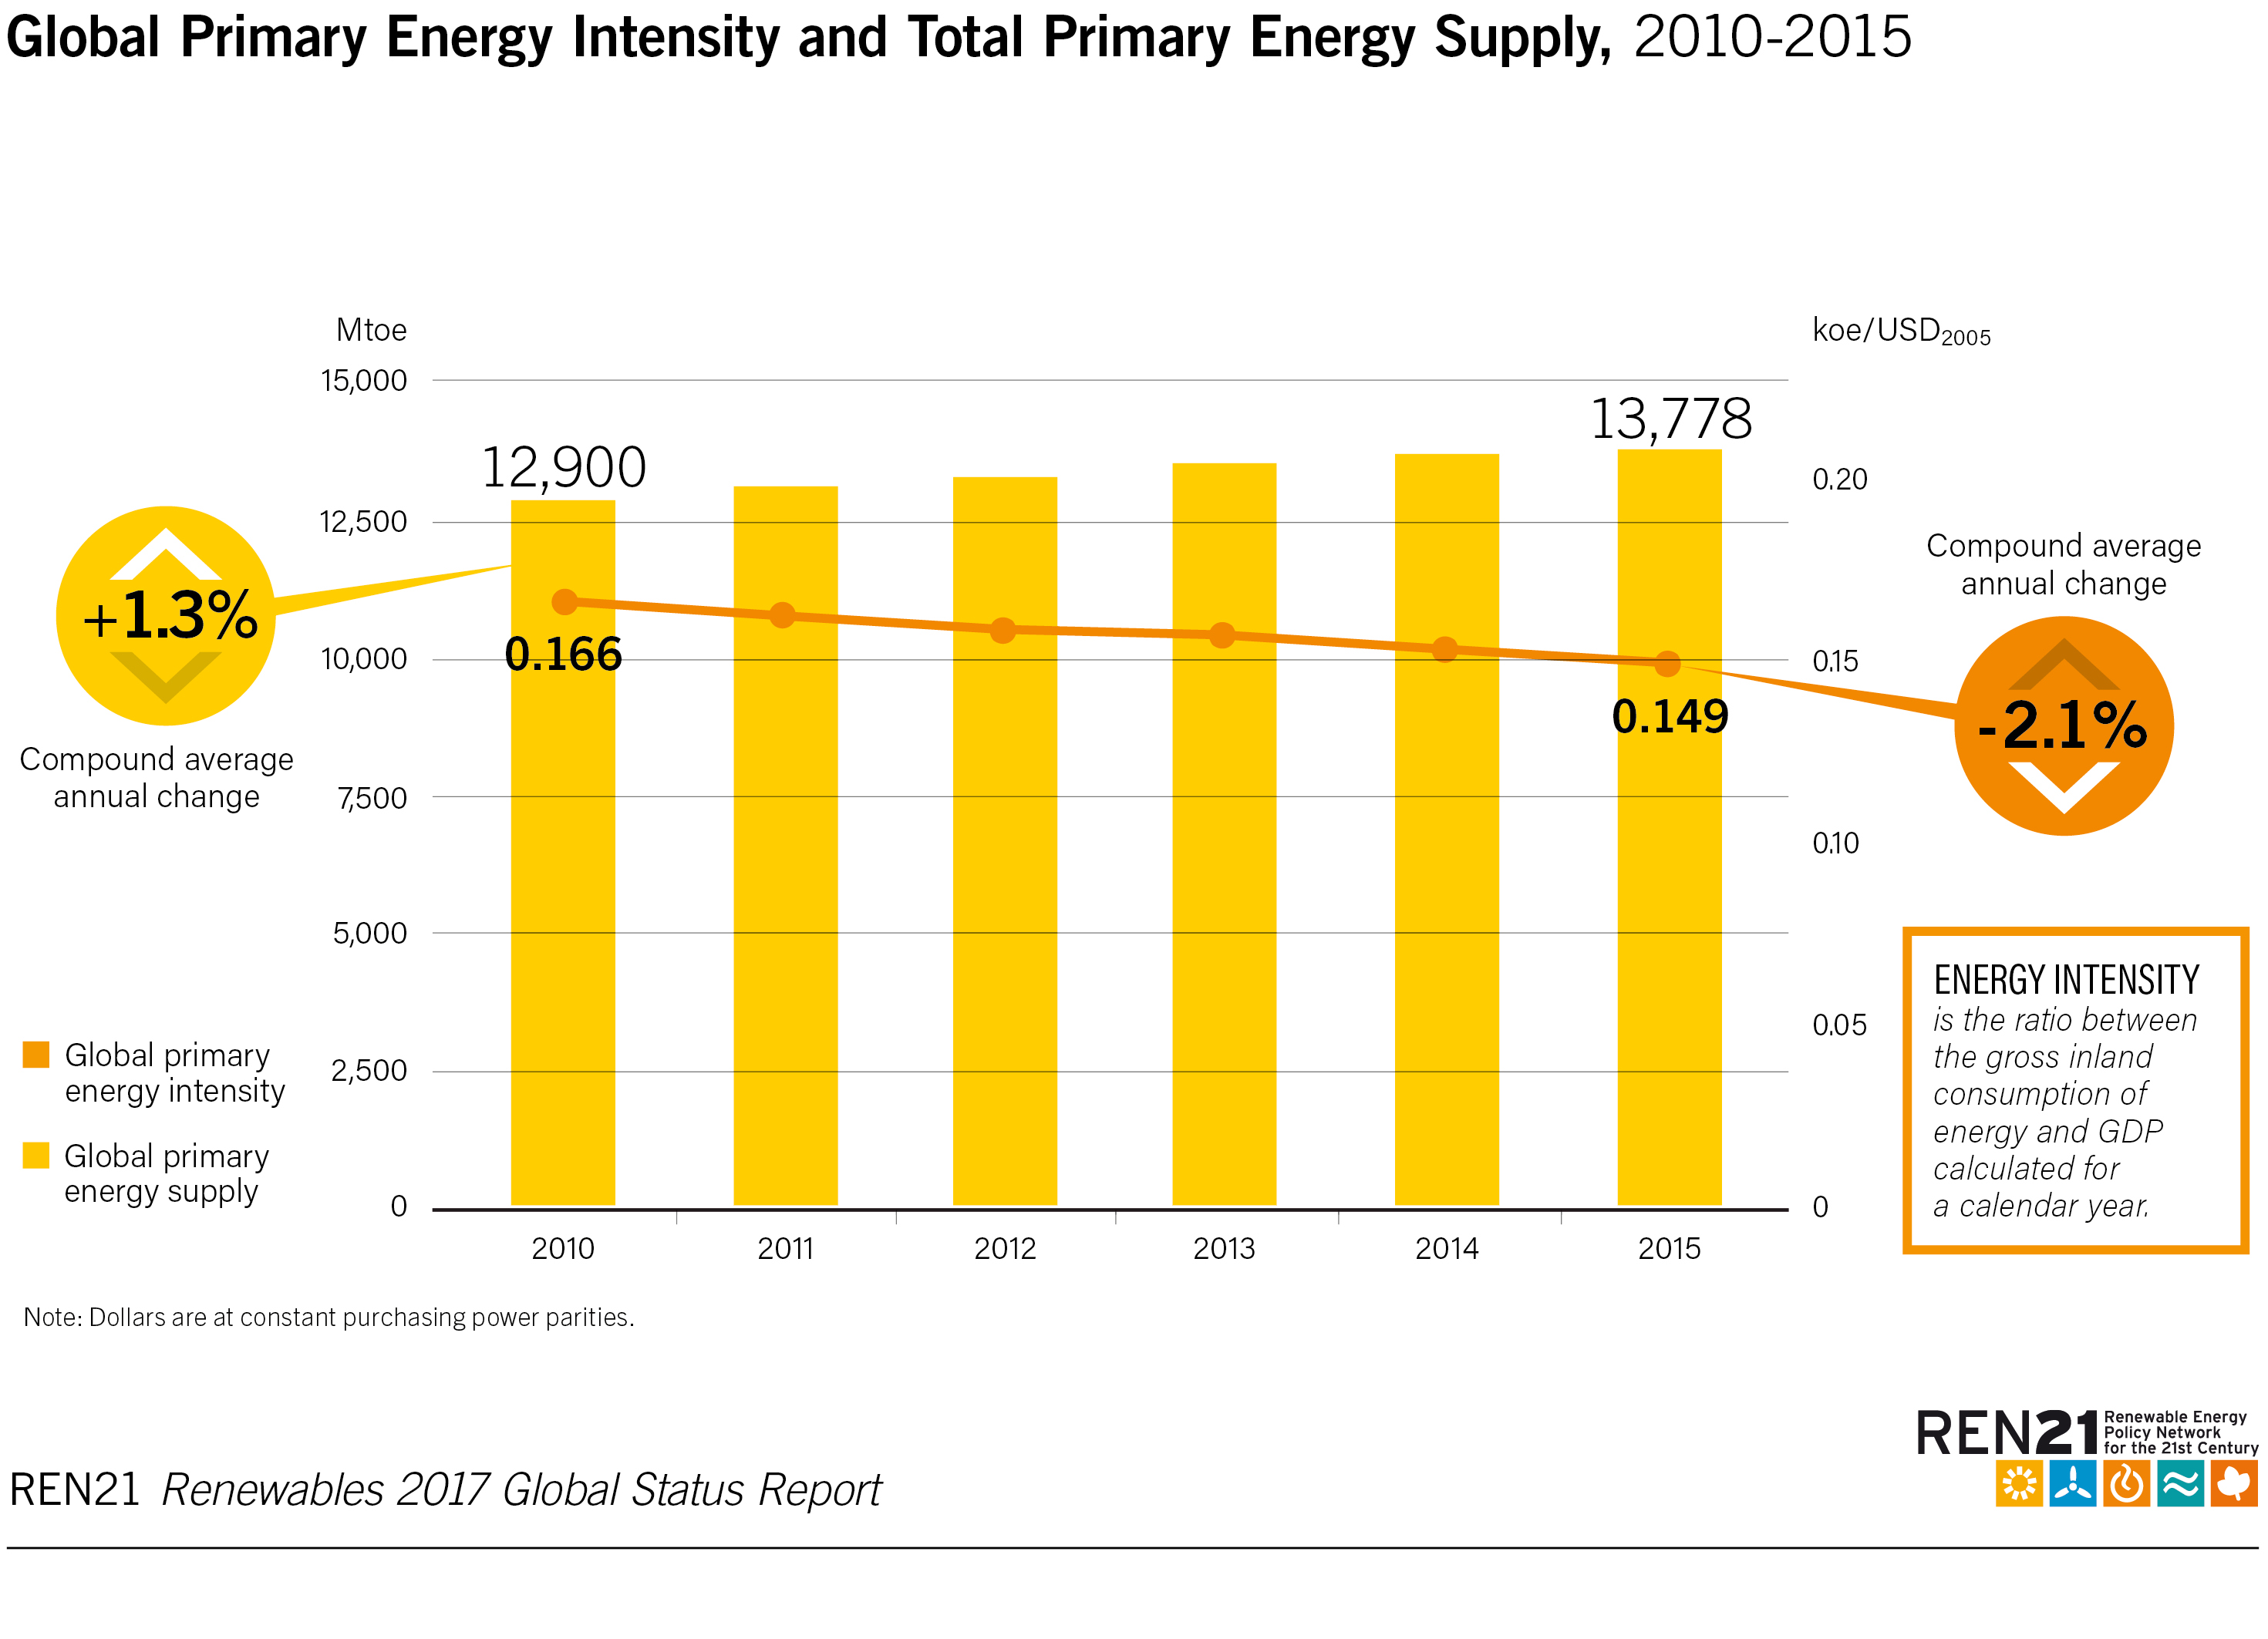 Global Primary Energy Intensity and Total Primary Energy Supply, 2010-2015
Mtoe
koe/USD2005
15,000
12,500
10,000
7,500
5,000
2,500
0
0.20
0.15
0.10
0.05
0
12,900
13,778
0.166
0.149
+1.3%
Compound average
annual change
Compound average
annual change
-2.1%
Global primary
energy intensity
Global primary
energy supply
2010
2011
2012
2013
2014
2015
ENERGY INTENSITY
is the ratio between
the gross inland
consumption of
energy and GDP
calculated for
a calendar year.
Note: Dollars are at constant purchasing power parities.
REN21 Renewables 2017 Global Status Report
REN21
Renewable Energy
Policy Network
for the 21st Century